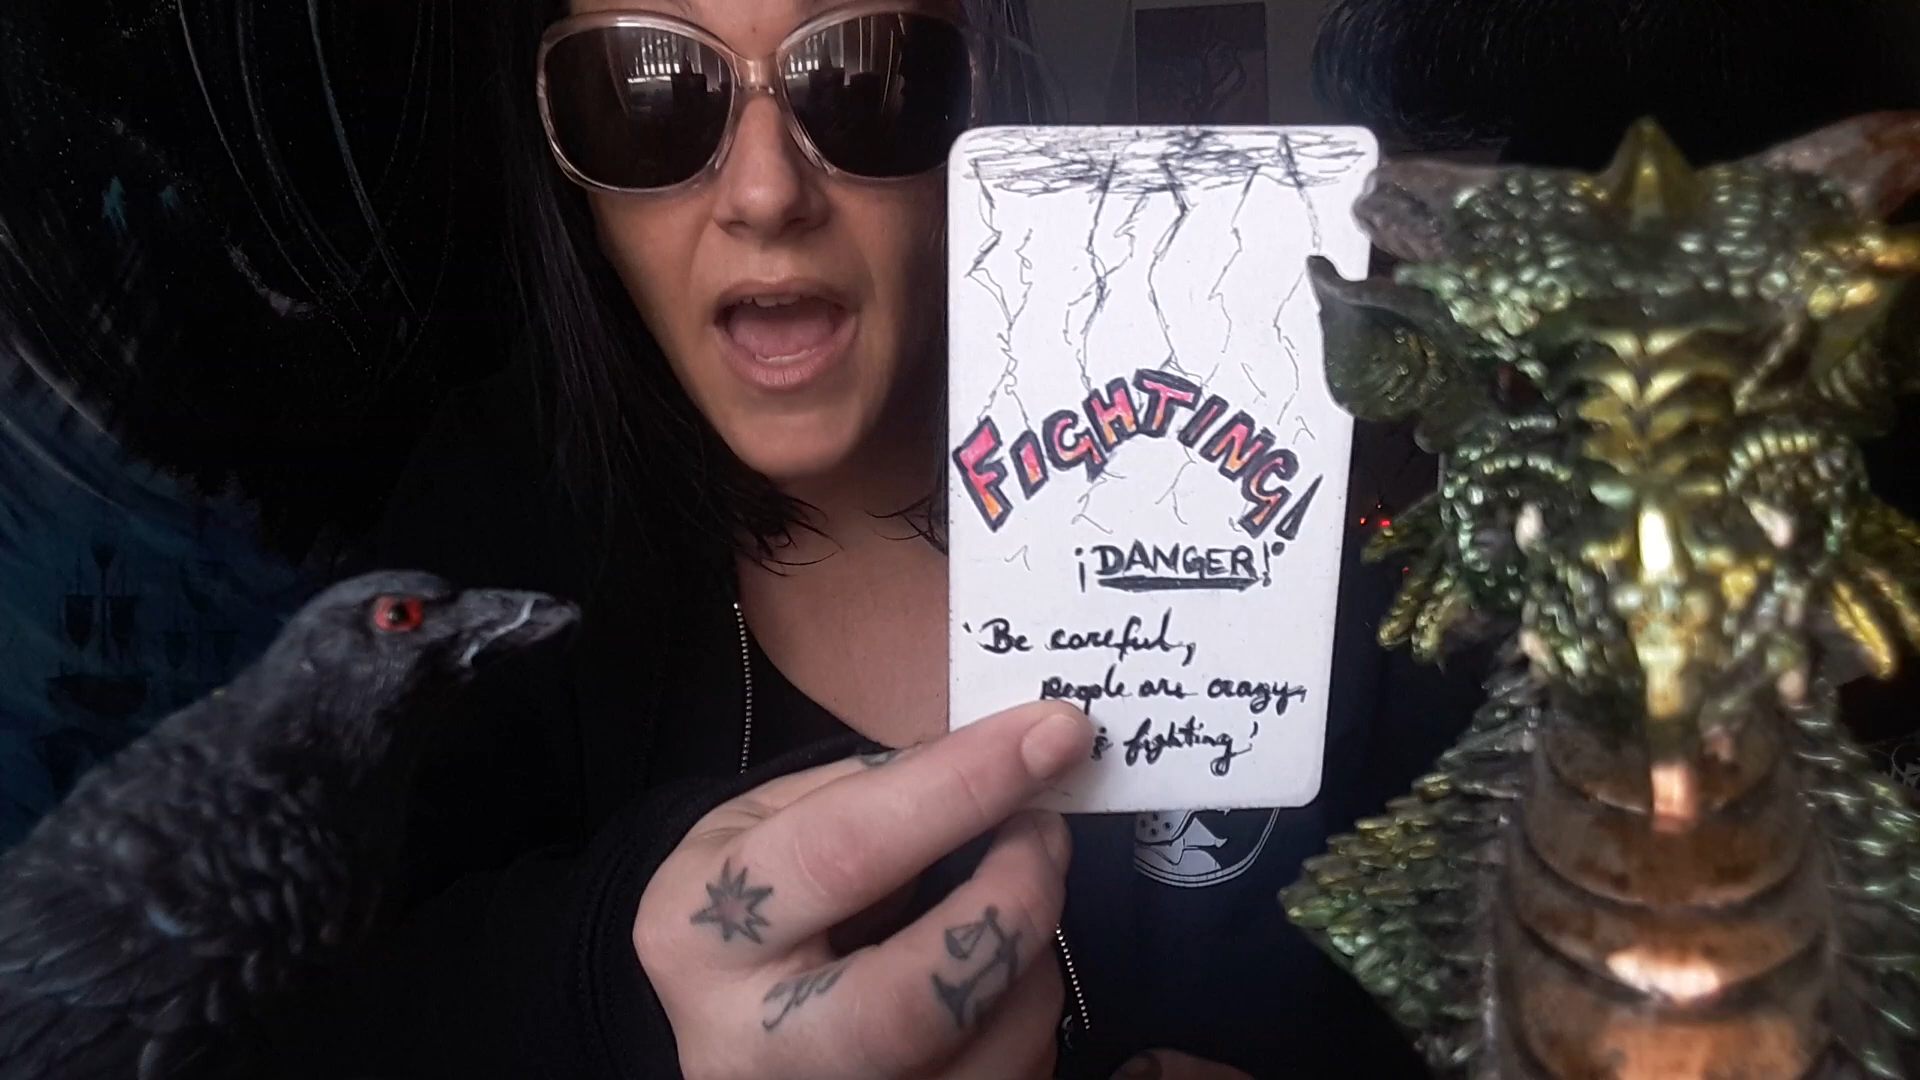 FIGHTING!
¡DANGER!
'Be careful,
people are crazy,
& fighting'